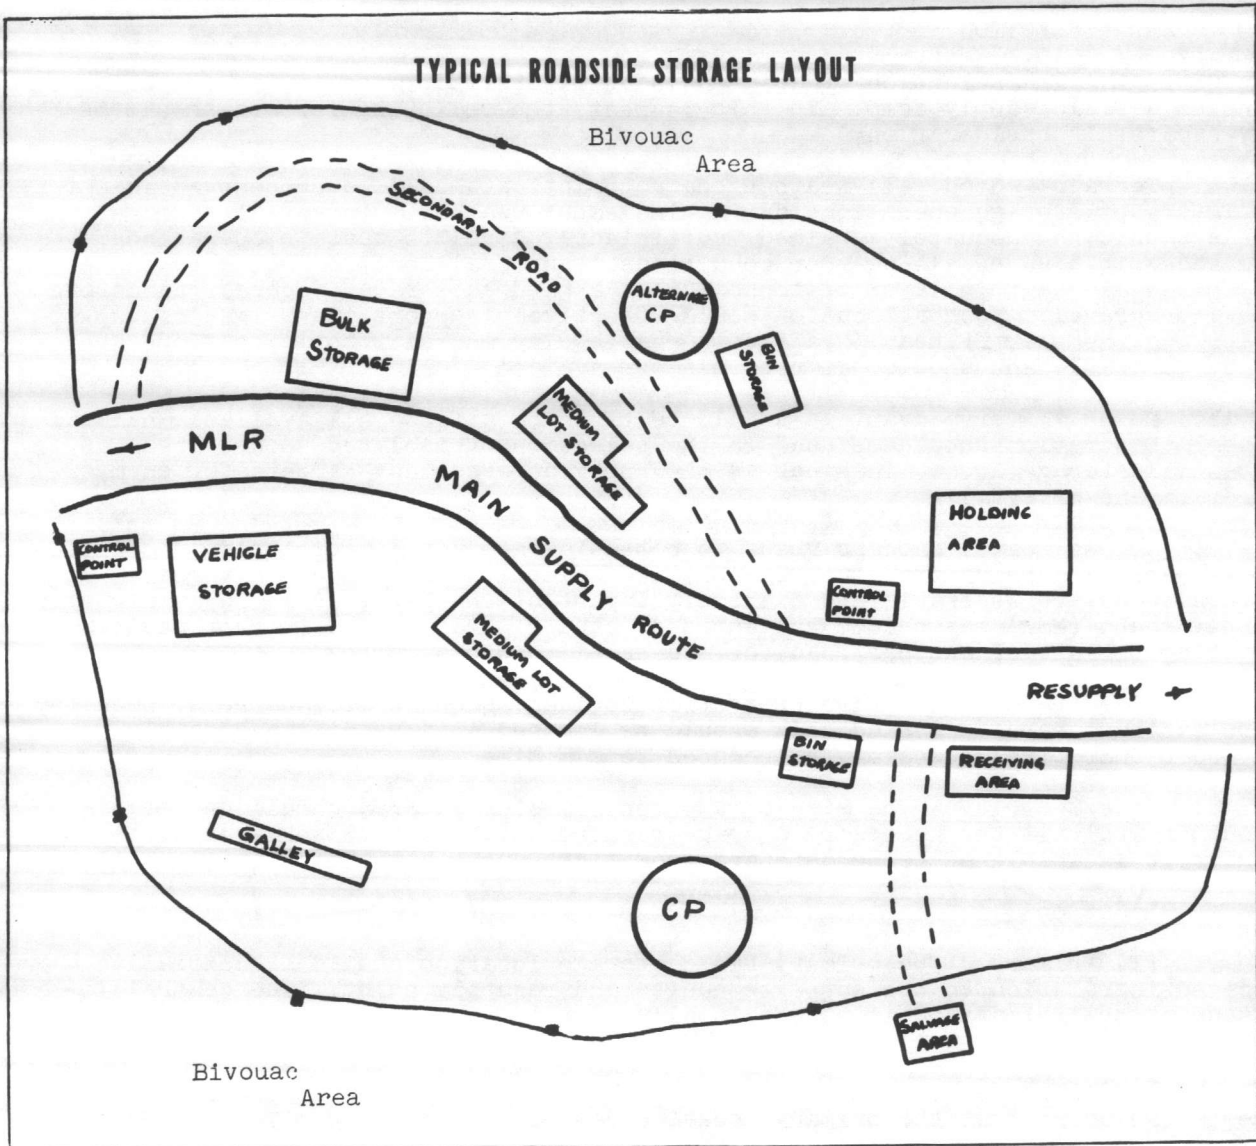 TYPICAL ROADSIDE STORAGE LAYOUT
Bivouac
Area
SECONDARY
ROAD
ALTERNATE
CP
BULK
STORAGE
BIN
STORAGE
MEDIUM
LOT STORAGE
MLR
MAIN
SUPPLY
ROUTE
HOLDING
AREA
CONTROL
POINT
VEHICLE
STORAGE
CONTROL
POINT
MEDIUM LOT
STORAGE
RESUPPLY
BIN
STORAGE
RECEIVING
AREA
GALLEY
CP
SALVAGE
AREA
Bivouac
Area